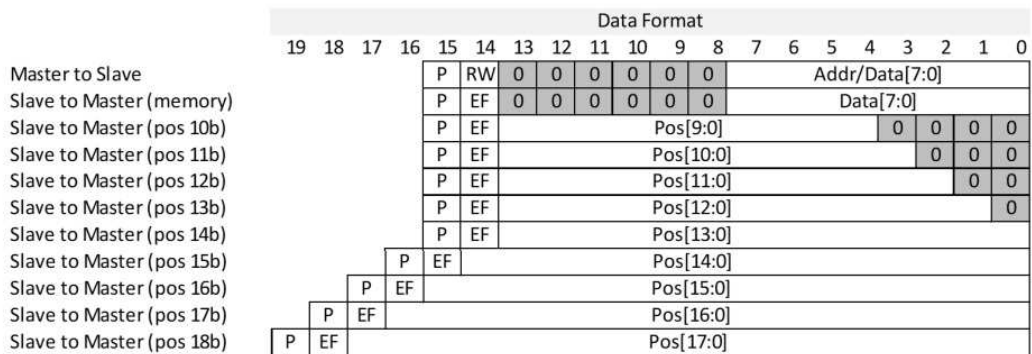 Data Format
19 18 17 16 15 14 13 12 11 10 9 8 7 6 5 4 3 2 1 0
Master to Slave P RW 0 0 0 0 0 0 Addr/Data[7:0]
Slave to Master (memory) P EF 0 0 0 0 0 0 Data[7:0]
Slave to Master (pos 10b) P EF Pos[9:0] 0 0 0 0
Slave to Master (pos 11b) P EF Pos[10:0] 0 0 0
Slave to Master (pos 12b) P EF Pos[11:0] 0 0
Slave to Master (pos 13b) P EF Pos[12:0] 0
Slave to Master (pos 14b) P EF Pos[13:0]
Slave to Master (pos 15b) P EF Pos[14:0]
Slave to Master (pos 16b) P EF Pos[15:0]
Slave to Master (pos 17b) P EF Pos[16:0]
Slave to Master (pos 18b) P EF Pos[17:0]